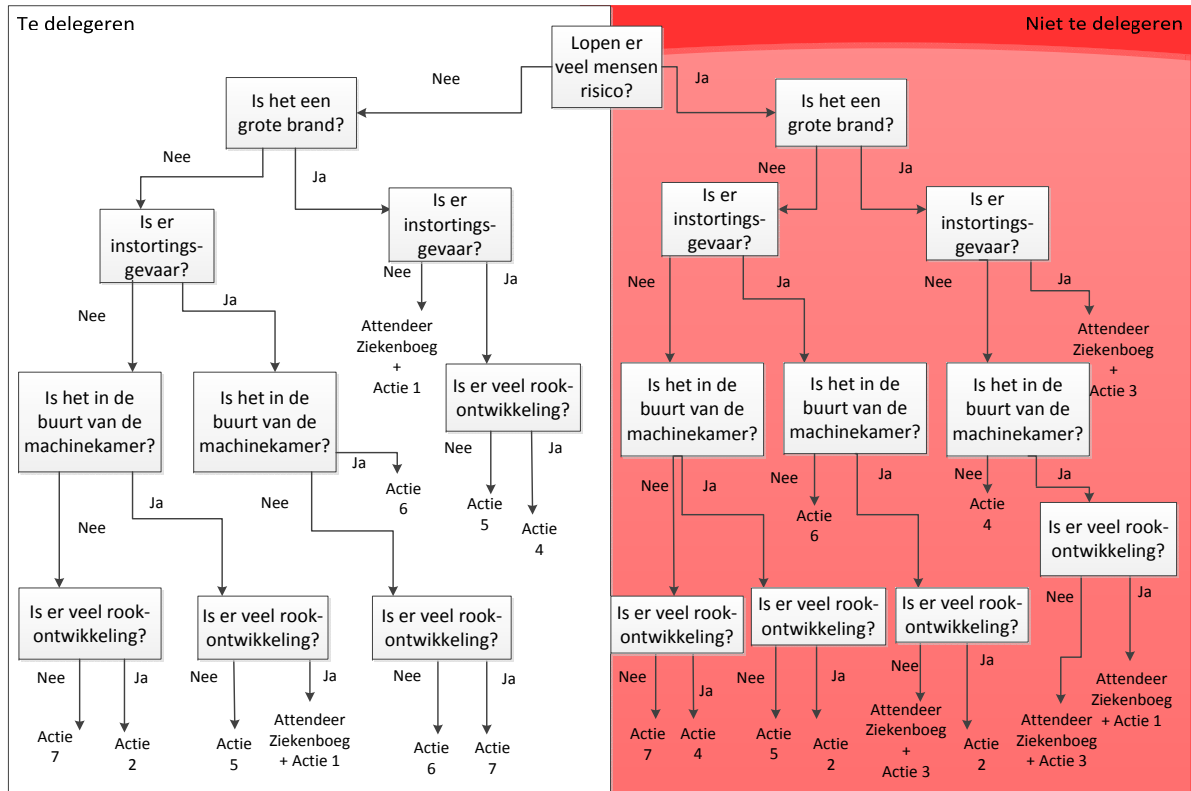 Te delegeren
Niet te delegeren
Lopen er
veel mensen
risico?
Nee
Ja
Is het een
grote brand?
Is het een
grote brand?
Nee
Ja
Nee
Ja
Is er
instortings-
gevaar?
Is er
instortings-
gevaar?
Is er
instortings-
gevaar?
Is er
instortings-
gevaar?
Nee
Ja
Nee
Ja
Nee
Ja
Nee
Ja
Attendeer
Ziekenboeg
+
Actie 1
Attendeer
Ziekenboeg
+
Actie 3
Is het in de
buurt van de
machinekamer?
Is het in de
buurt van de
machinekamer?
Is er veel rook-
ontwikkeling?
Is het in de
buurt van de
machinekamer?
Is het in de
buurt van de
machinekamer?
Is het in de
buurt van de
machinekamer?
Nee
Ja
Ja
Nee
Nee
Ja
Nee
Ja
Nee
Ja
Nee
Ja
Actie
6
Actie
5
Actie
4
Actie
6
Actie
4
Is er veel rook-
ontwikkeling?
Is er veel rook-
ontwikkeling?
Is er veel rook-
ontwikkeling?
Is er veel rook-
ontwikkeling?
Is er veel rook-
ontwikkeling?
Is er veel rook-
ontwikkeling?
Is er veel rook-
ontwikkeling?
Nee
Ja
Nee
Ja
Nee
Ja
Nee
Ja
Nee
Ja
Nee
Ja
Nee
Ja
Actie
7
Actie
2
Actie
5
Attendeer
Ziekenboeg
+ Actie 1
Actie
6
Actie
7
Actie
7
Actie
4
Actie
5
Actie
2
Attendeer
Ziekenboeg
+
Actie 3
Actie
2
Attendeer
Ziekenboeg
+ Actie 3
Attendeer
Ziekenboeg
+ Actie 1